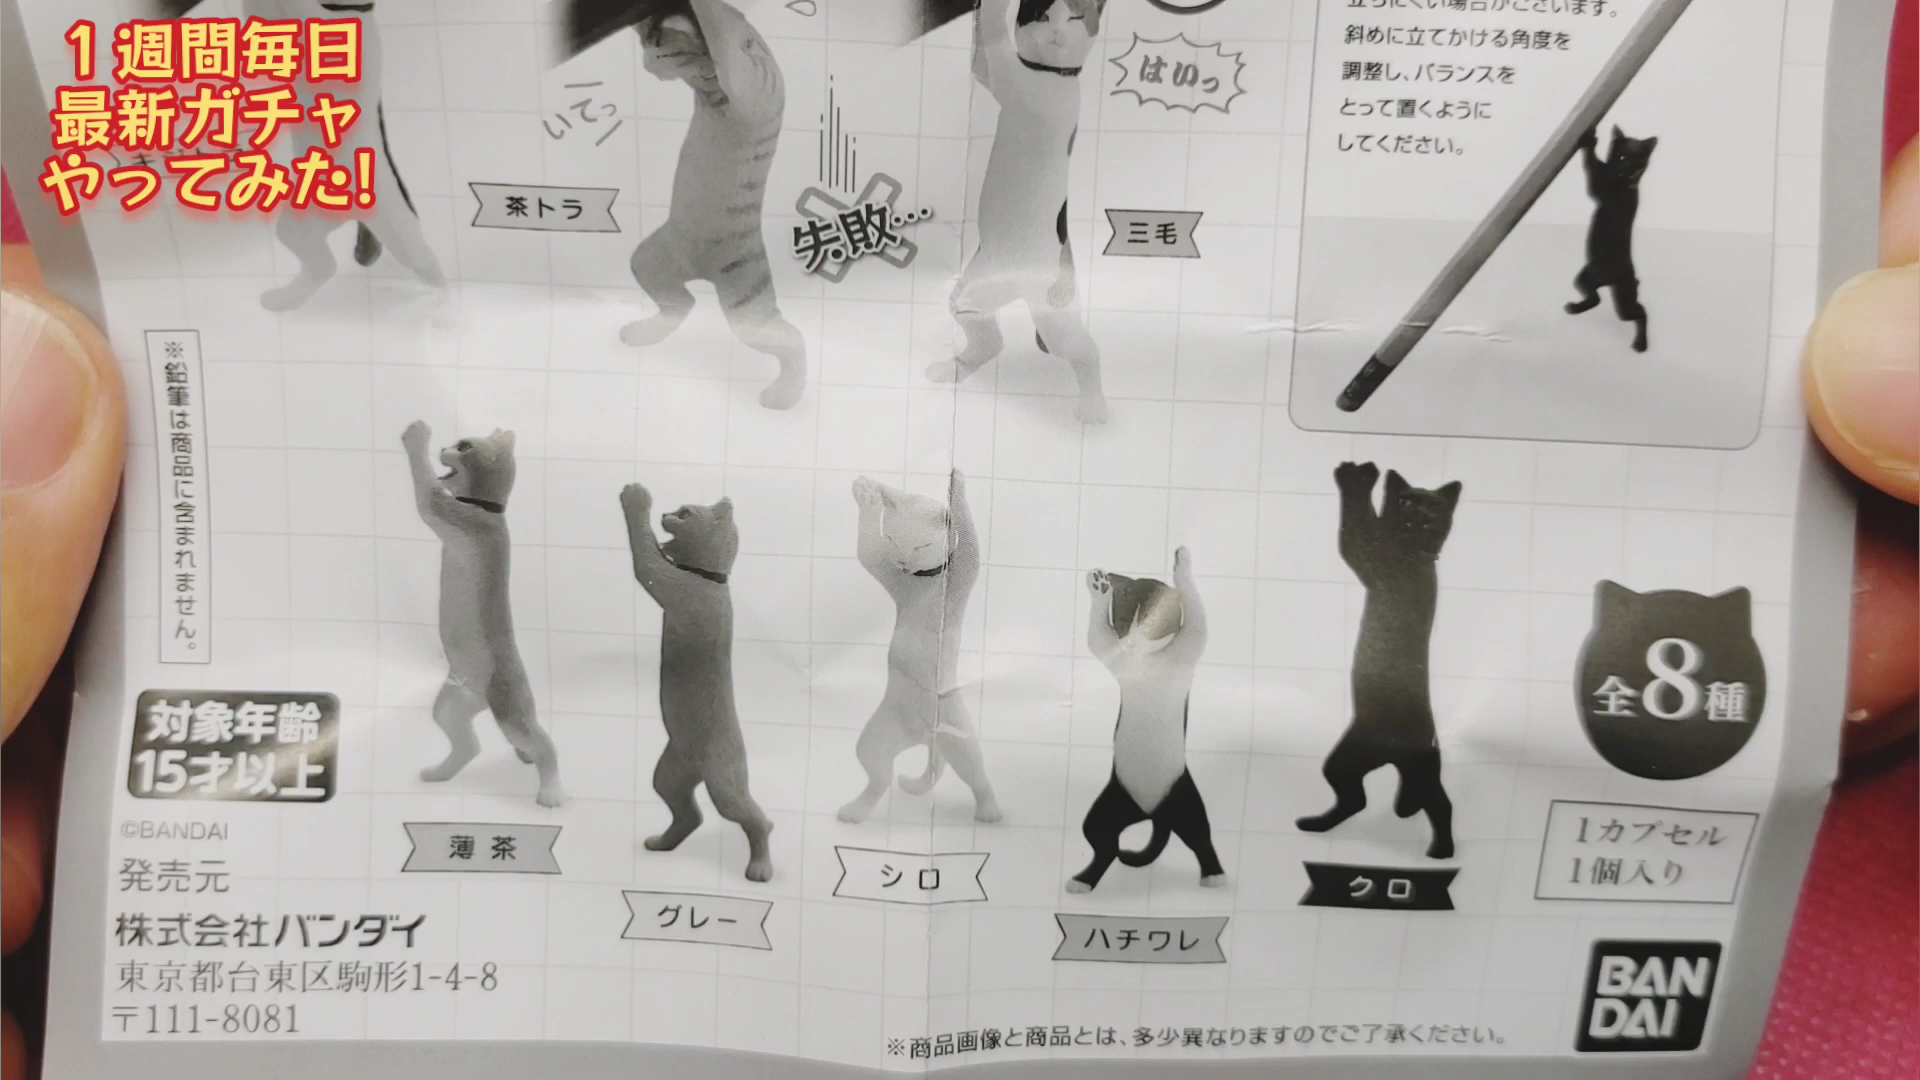 1週間毎日
最新ガチャ
やってみた!
いてっ
はいっ
茶トラ
失敗…
三毛
斜めに立てかける角度を
調整し、バランスを
とって置くように
してください。
※鉛筆は商品に含まれません。
対象年齢
15才以上
©BANDAI
発売元
株式会社バンダイ
東京都台東区駒形1-4-8
〒111-8081
薄茶
グレー
シロ
ハチワレ
クロ
全8種
1カプセル
1個入り
BAN
DAI
※商品画像と商品とは、多少異なりますのでご了承ください。